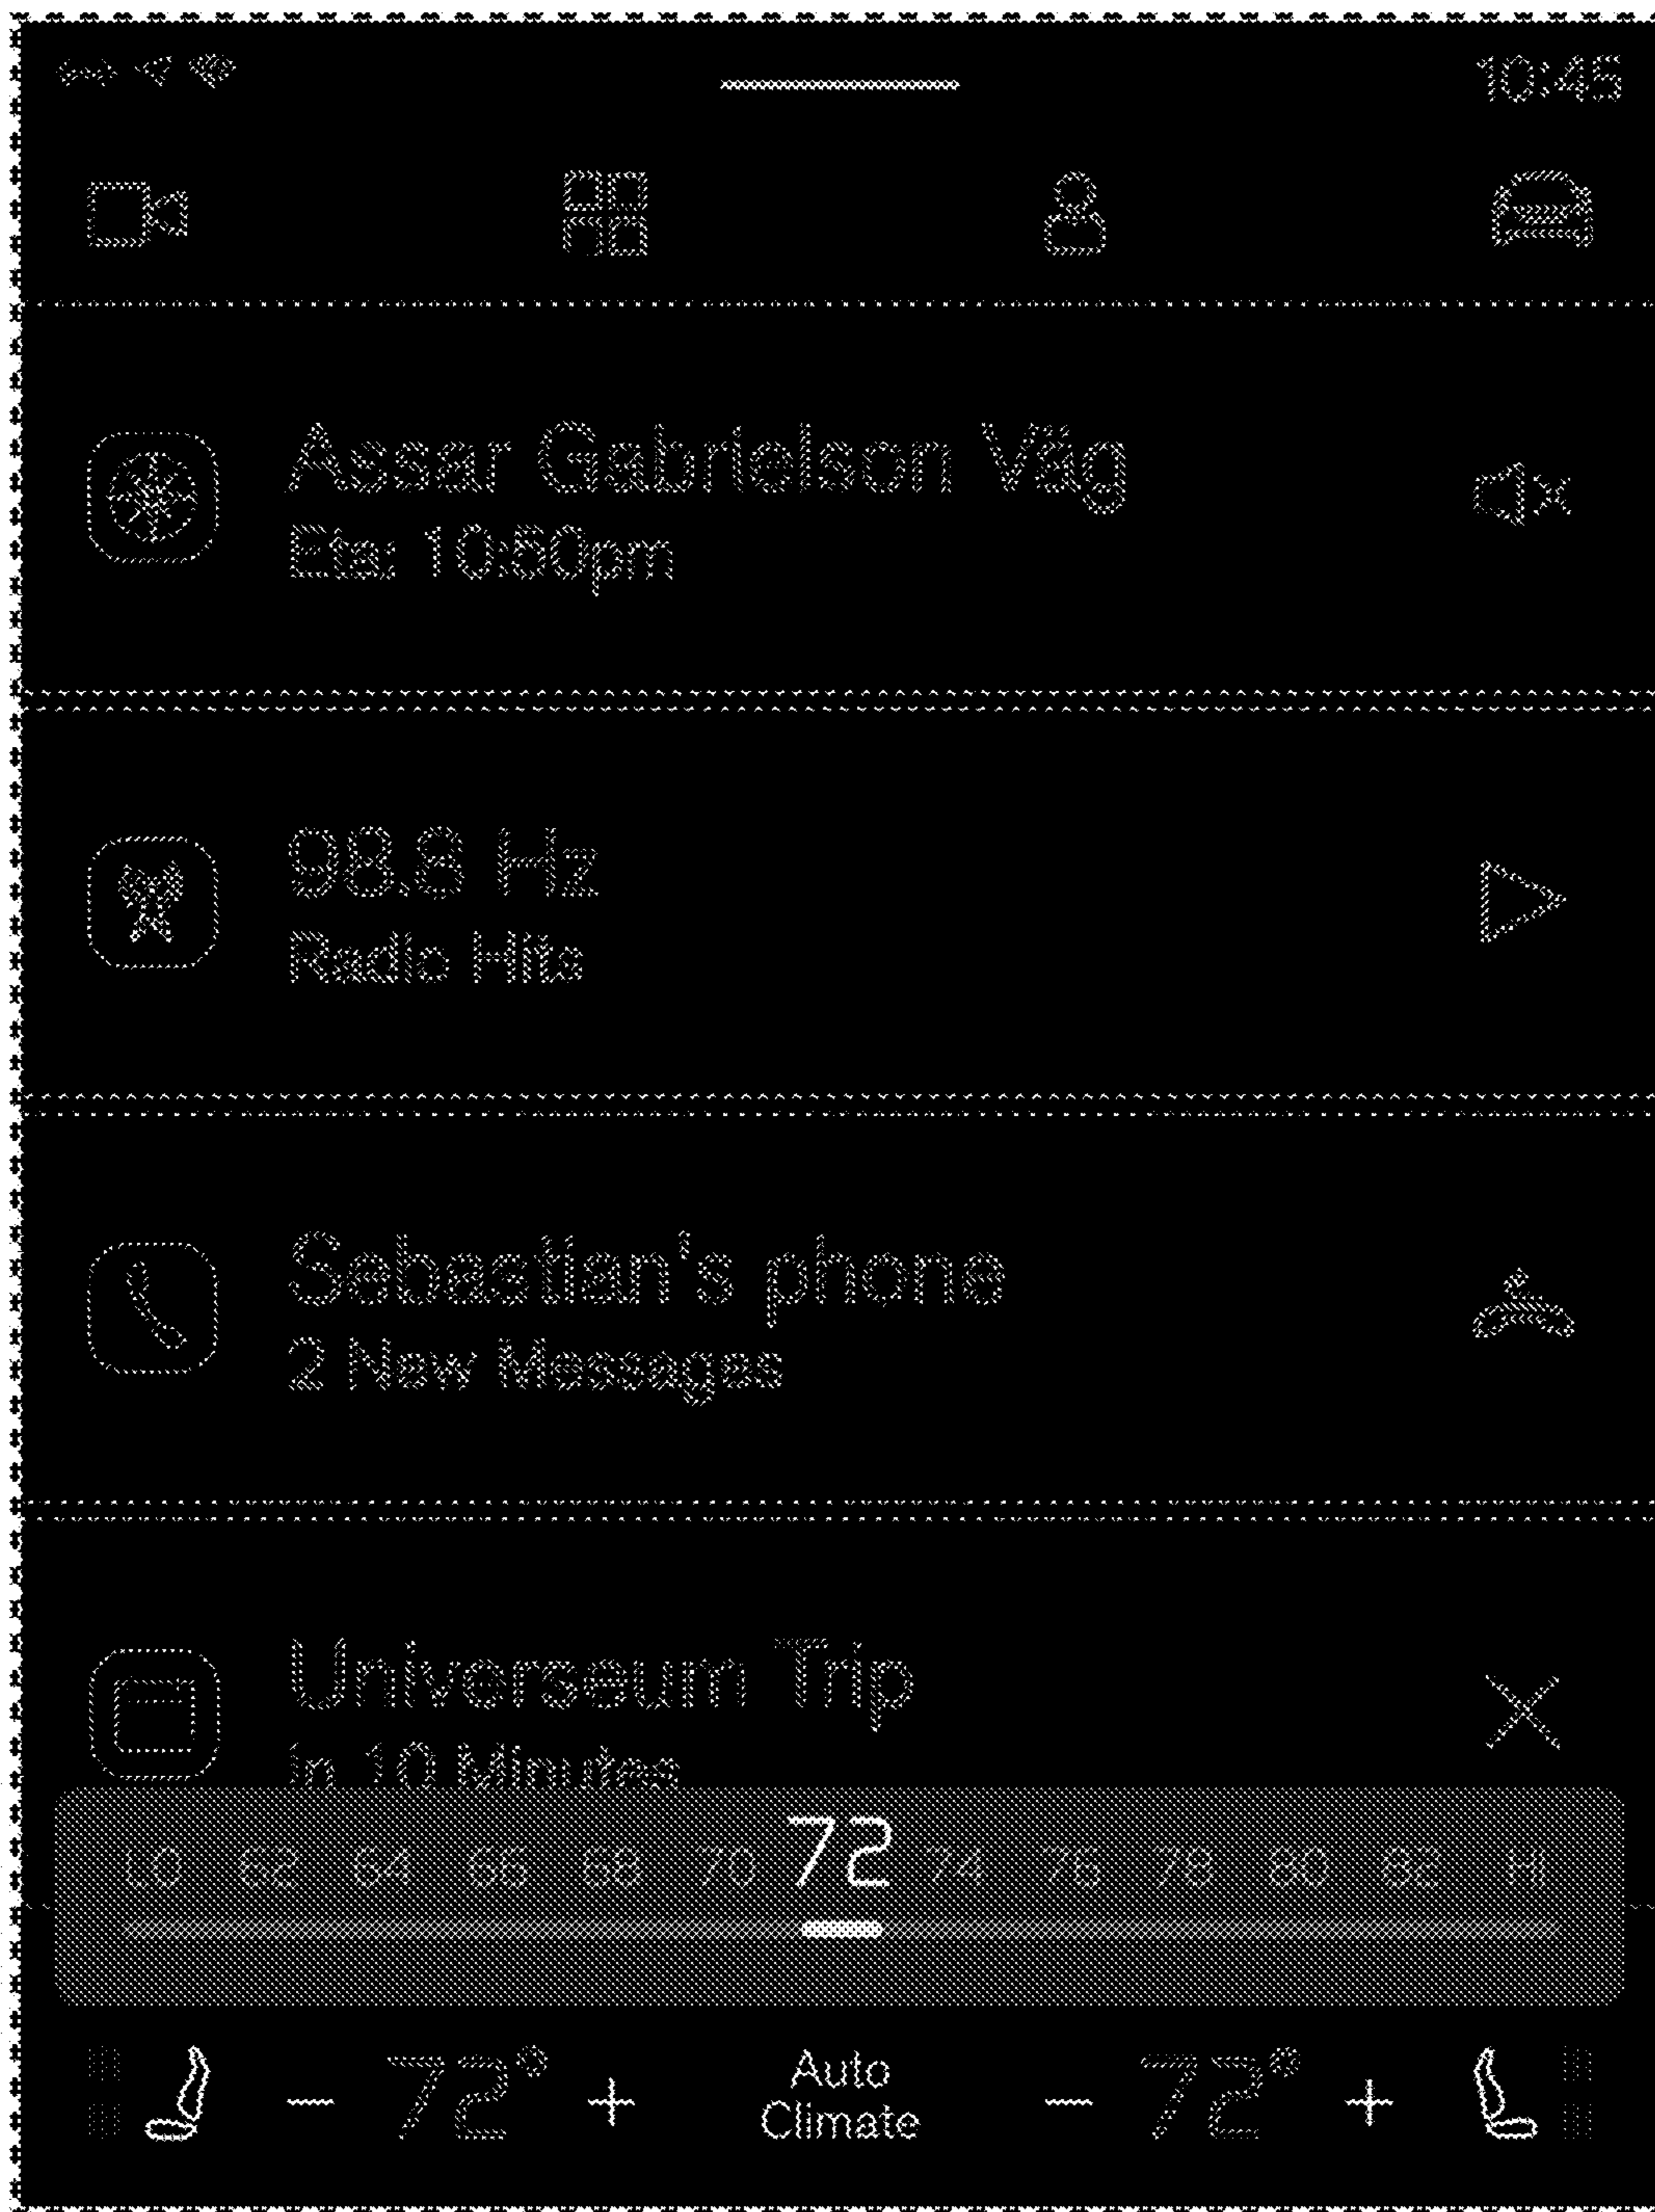 10:45
Assar Gabrielson Väg
Eta: 10:50pm
98.8 Hz
Radio Hits
Sebastian's phone
2 New Messages
Universeum Trip
in 10 Minutes
LO 62 64 66 68 70 72 74 76 78 80 82 HI
− 72° + Auto Climate − 72° +